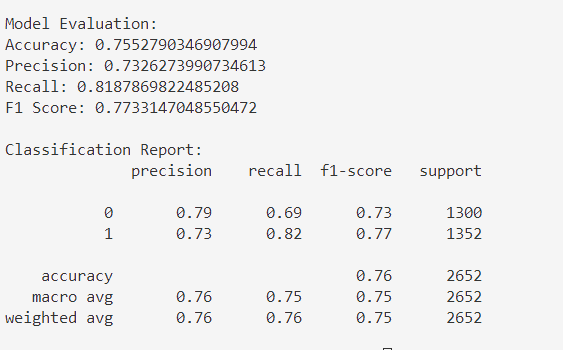 Model Evaluation:
Accuracy: 0.7552790346907994
Precision: 0.7326273990734613
Recall: 0.8187869822485208
F1 Score: 0.7733147048550472
Classification Report:
precision recall f1-score support
0 0.79 0.69 0.73 1300
1 0.73 0.82 0.77 1352
accuracy 0.76 2652
macro avg 0.76 0.75 0.75 2652
weighted avg 0.76 0.76 0.75 2652